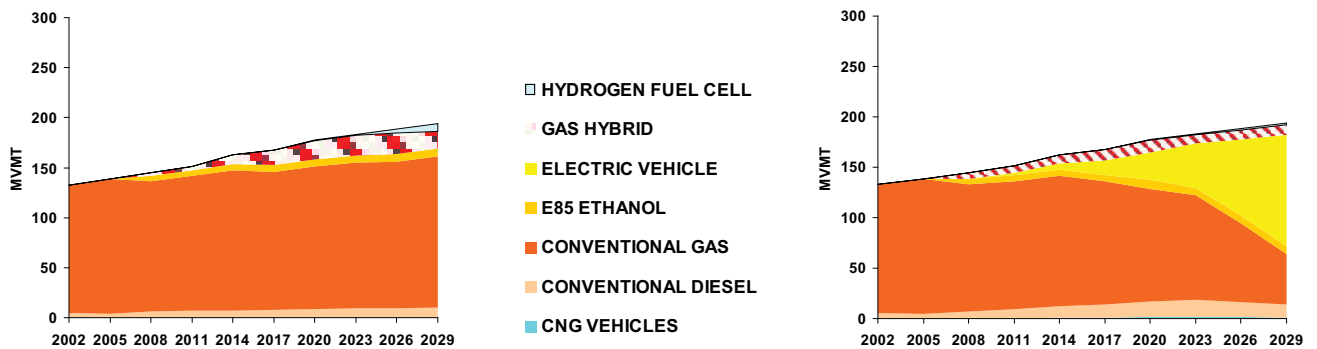 300
250
200
150
100
50
0
MVMT
2002 2005 2008 2011 2014 2017 2020 2023 2026 2029
HYDROGEN FUEL CELL
GAS HYBRID
ELECTRIC VEHICLE
E85 ETHANOL
CONVENTIONAL GAS
CONVENTIONAL DIESEL
CNG VEHICLES
300
250
200
150
100
50
0
MVMT
2002 2005 2008 2011 2014 2017 2020 2023 2026 2029